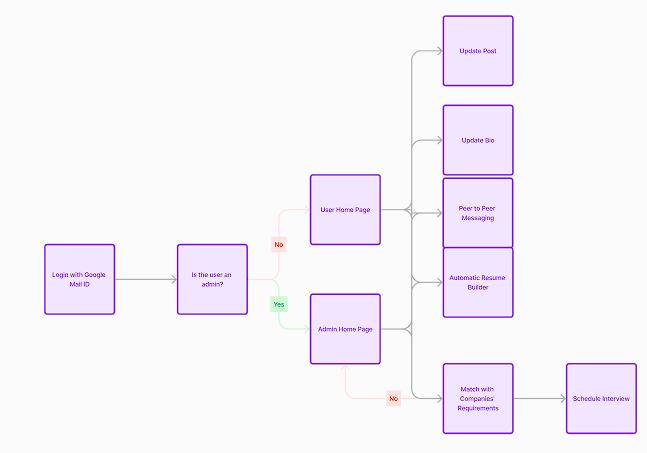 Update Post
Update Bio
User Home Page
Peer to Peer
Messaging
No
Login with Google
Mail ID
Is the user an
admin?
Automatic Resume
Builder
Yes
Admin Home Page
No
Match with
Companies'
Requirements
Schedule Interview